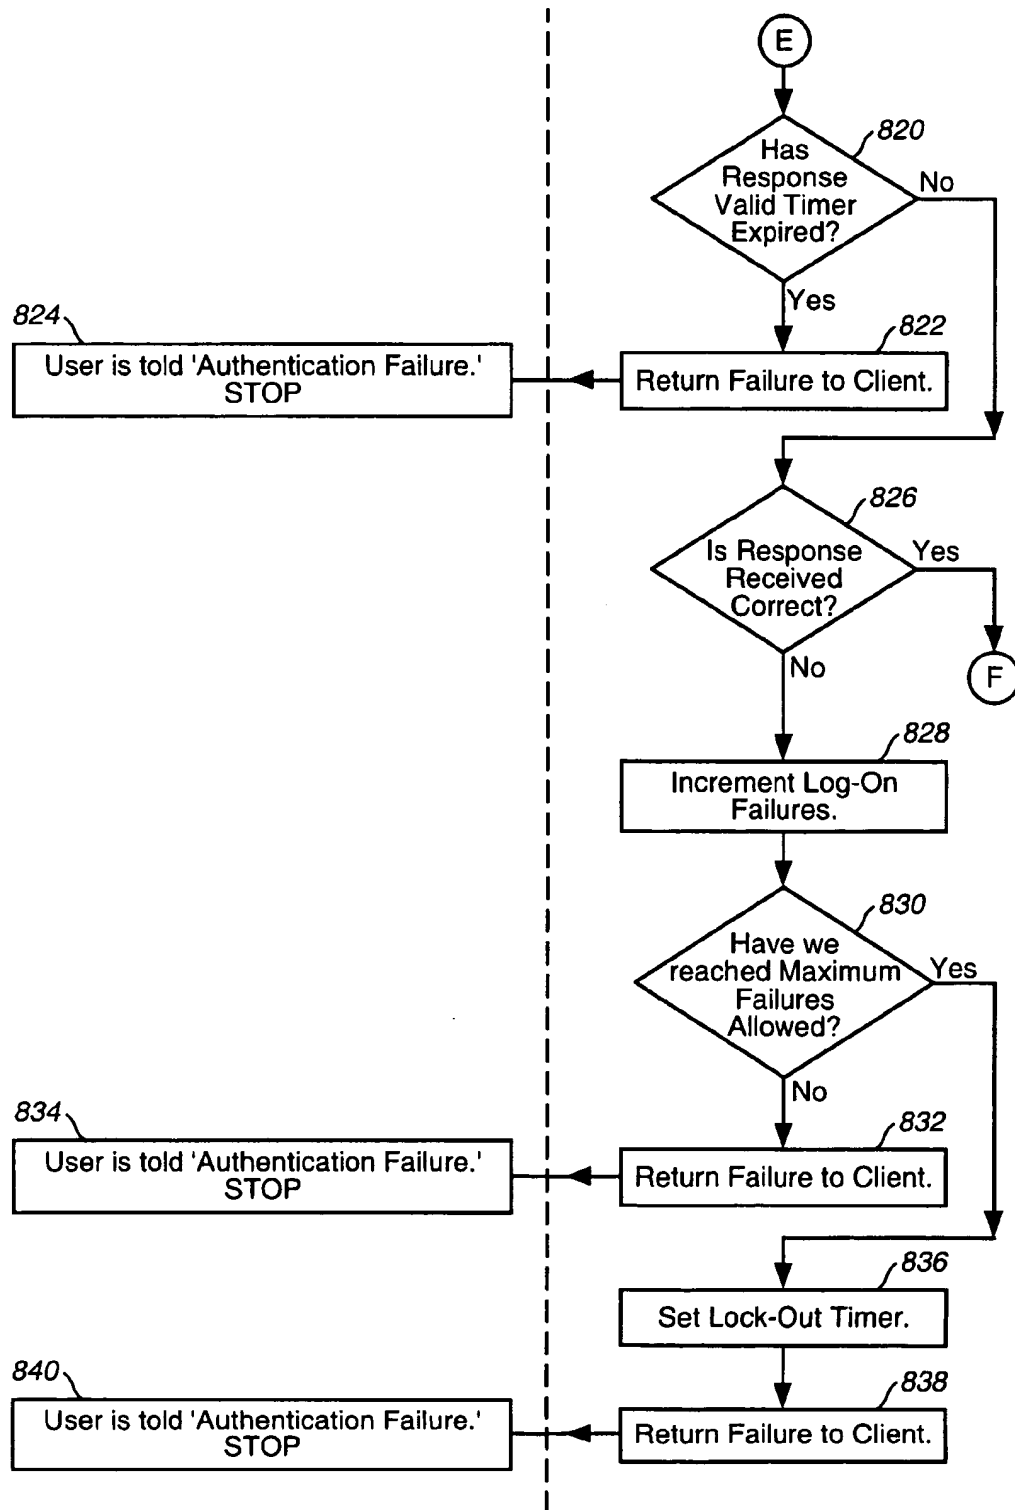 E
820
Has
Response
Valid Timer
Expired?
No
Yes
824
User is told 'Authentication Failure.'
STOP
822
Return Failure to Client.
826
Is Response
Received
Correct?
Yes
F
No
828
Increment Log-On
Failures.
830
Have we
reached Maximum
Failures
Allowed?
Yes
No
834
User is told 'Authentication Failure.'
STOP
832
Return Failure to Client.
836
Set Lock-Out Timer.
840
User is told 'Authentication Failure.'
STOP
838
Return Failure to Client.